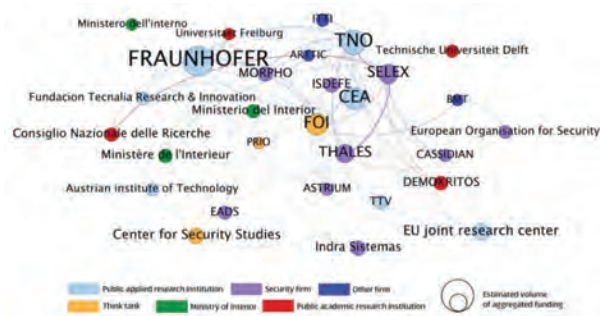 Ministero dell'interno
Universitat Freiburg
TNO
FRAUNHOFER
ARTTIC
Technische Universiteit Delft
MORPHO
SELEX
ISDEFE
Fundacion Tecnalia Research & Innovation
CEA
BMT
Ministerio del Interior
FOI
European Organisation for Security
Consiglio Nazionale delle Ricerche
PRIO
Ministère de l'Interieur
THALES
CASSIDIAN
Austrian institute of Technology
ASTRIUM
DEMOKRITOS
TTV
EADS
Center for Security Studies
EU joint research center
Indra Sistemas
Public applied research institution
Security firm
Other firm
Estimated volume
of aggregated funding
Think tank
Ministry of Interior
Public academic research institution